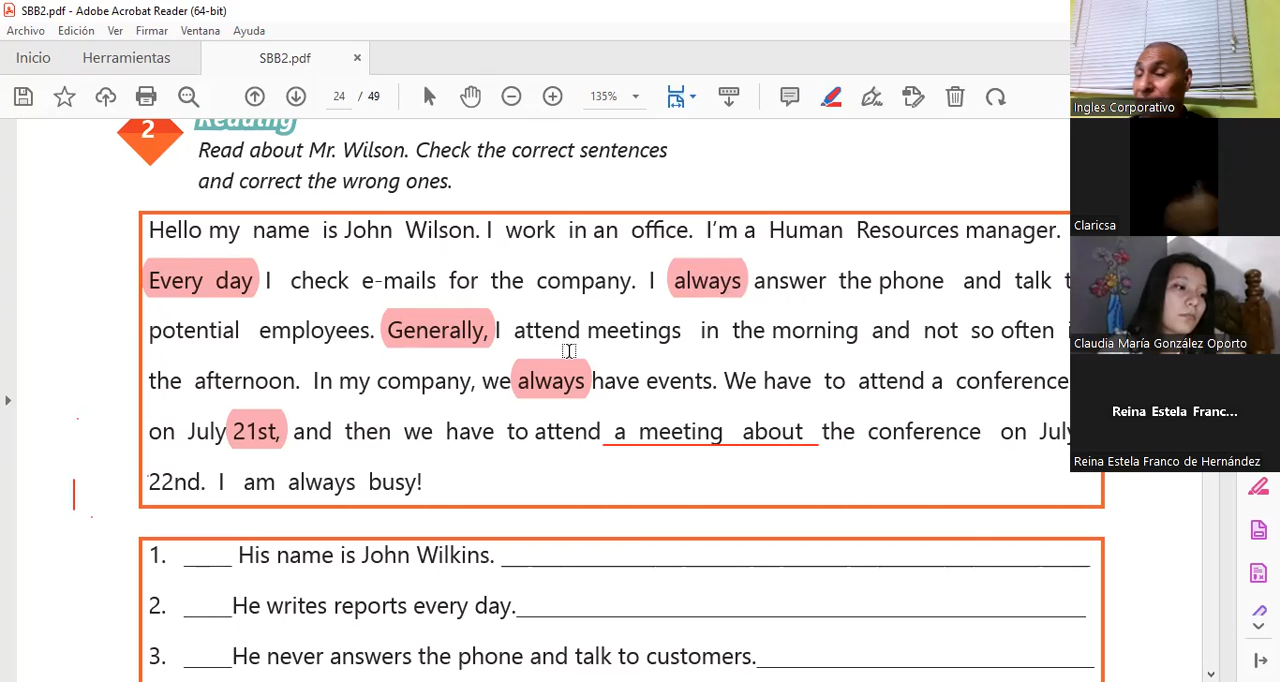 SBB2.pdf - Adobe Acrobat Reader (64-bit)
Archivo Edición Ver Firmar Ventana Ayuda
Inicio Herramientas SBB2.pdf ×
24 / 49 135%
2 Reading
Read about Mr. Wilson. Check the correct sentences
and correct the wrong ones.
Hello my name is John Wilson. I work in an office. I'm a Human Resources manager.
Every day I check e-mails for the company. I always answer the phone and talk
potential employees. Generally, I attend meetings in the morning and not so often
the afternoon. In my company, we always have events. We have to attend a conference
on July 21st, and then we have to attend a meeting about the conference on July
22nd. I am always busy!
1. ____ His name is John Wilkins.
2. ____He writes reports every day.
3. ____He never answers the phone and talk to customers.
Ingles Corporativo
Claricsa
Claudia María González Oporto
Reina Estela Franc...
Reina Estela Franco de Hernández